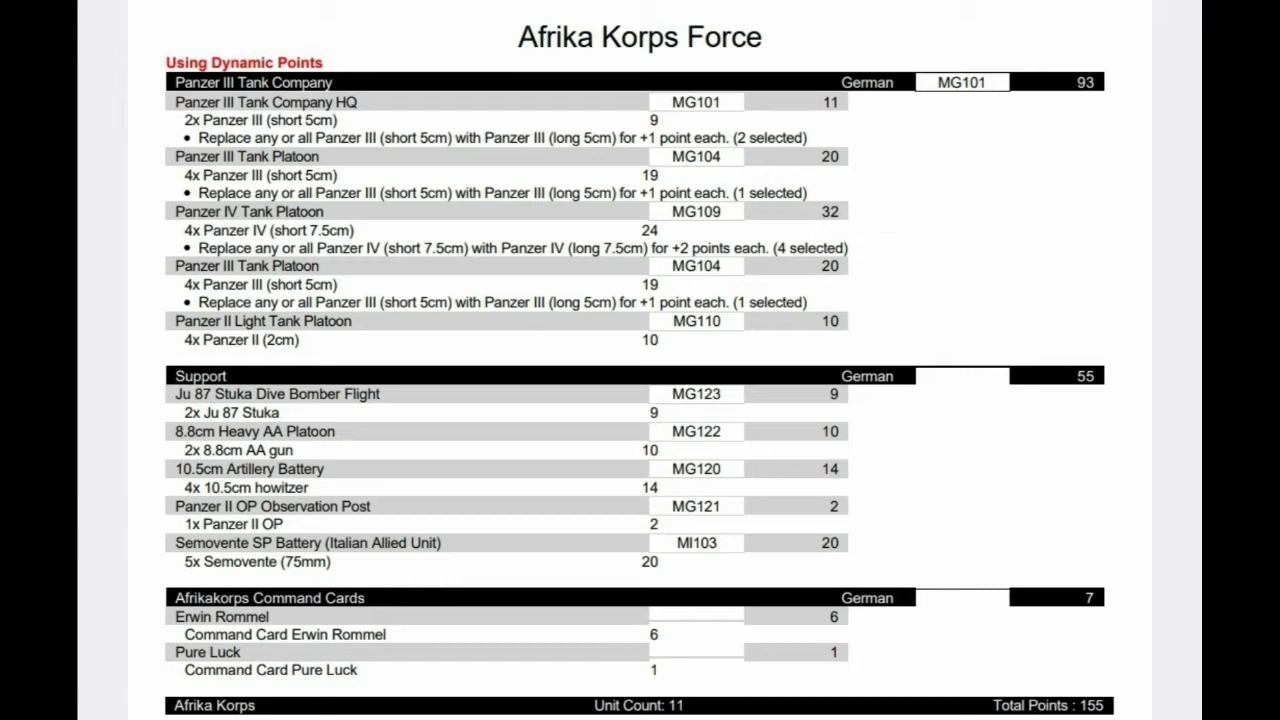 Afrika Korps Force
Using Dynamic Points
Panzer III Tank Company German MG101 93
Panzer III Tank Company HQ MG101 11
2x Panzer III (short 5cm) 9
• Replace any or all Panzer III (short 5cm) with Panzer III (long 5cm) for +1 point each. (2 selected)
Panzer III Tank Platoon MG104 20
4x Panzer III (short 5cm) 19
• Replace any or all Panzer III (short 5cm) with Panzer III (long 5cm) for +1 point each. (1 selected)
Panzer IV Tank Platoon MG109 32
4x Panzer IV (short 7.5cm) 24
• Replace any or all Panzer IV (short 7.5cm) with Panzer IV (long 7.5cm) for +2 points each. (4 selected)
Panzer III Tank Platoon MG104 20
4x Panzer III (short 5cm) 19
• Replace any or all Panzer III (short 5cm) with Panzer III (long 5cm) for +1 point each. (1 selected)
Panzer II Light Tank Platoon MG110 10
4x Panzer II (2cm) 10
Support German 55
Ju 87 Stuka Dive Bomber Flight MG123 9
2x Ju 87 Stuka 9
8.8cm Heavy AA Platoon MG122 10
2x 8.8cm AA gun 10
10.5cm Artillery Battery MG120 14
4x 10.5cm howitzer 14
Panzer II OP Observation Post MG121 2
1x Panzer II OP 2
Semovente SP Battery (Italian Allied Unit) MI103 20
5x Semovente (75mm) 20
Afrikakorps Command Cards German 7
Erwin Rommel 6
Command Card Erwin Rommel 6
Pure Luck 1
Command Card Pure Luck 1
Afrika Korps Unit Count: 11 Total Points : 155